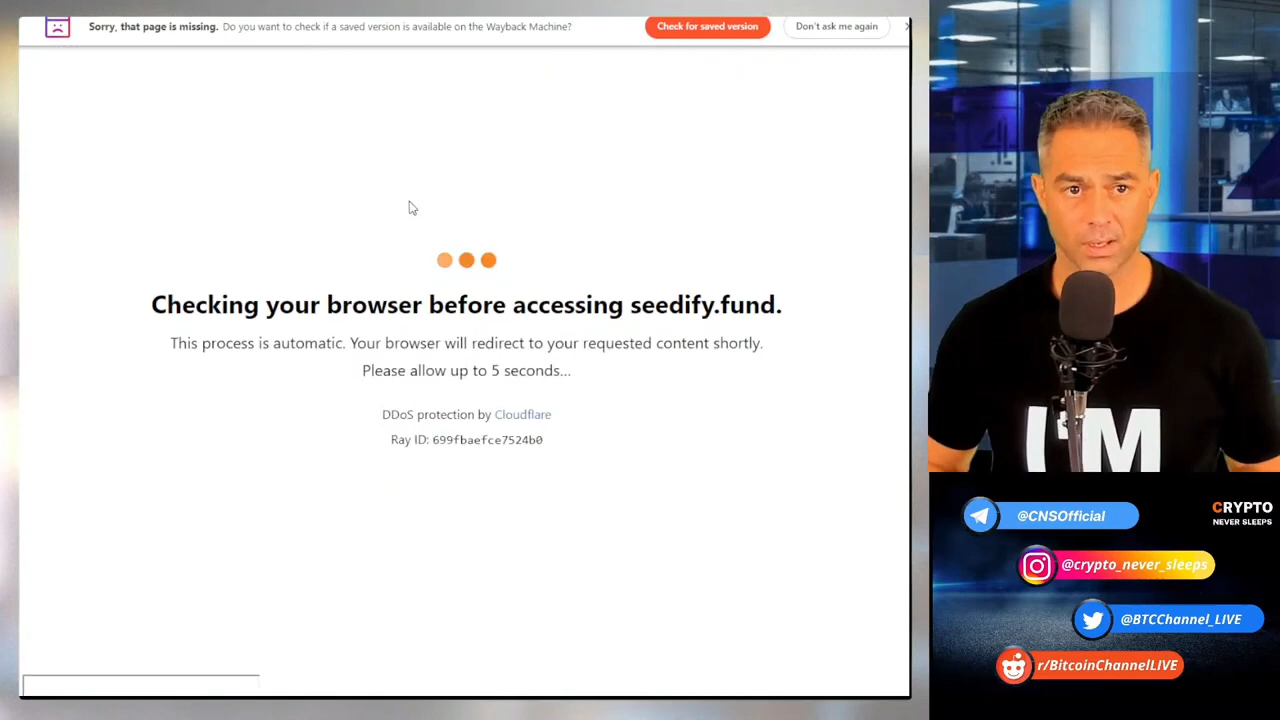 Sorry, that page is missing. Do you want to check if a saved version is available on the Wayback Machine?
Check for saved version
Don't ask me again
Checking your browser before accessing seedify.fund.
This process is automatic. Your browser will redirect to your requested content shortly.
Please allow up to 5 seconds...
DDoS protection by Cloudflare
Ray ID: 699fbaefce7524b0
I'M
@CNSOfficial
CRYPTO
NEVER SLEEPS
@crypto_never_sleeps
@BTCChannel_LIVE
r/BitcoinChannelLIVE